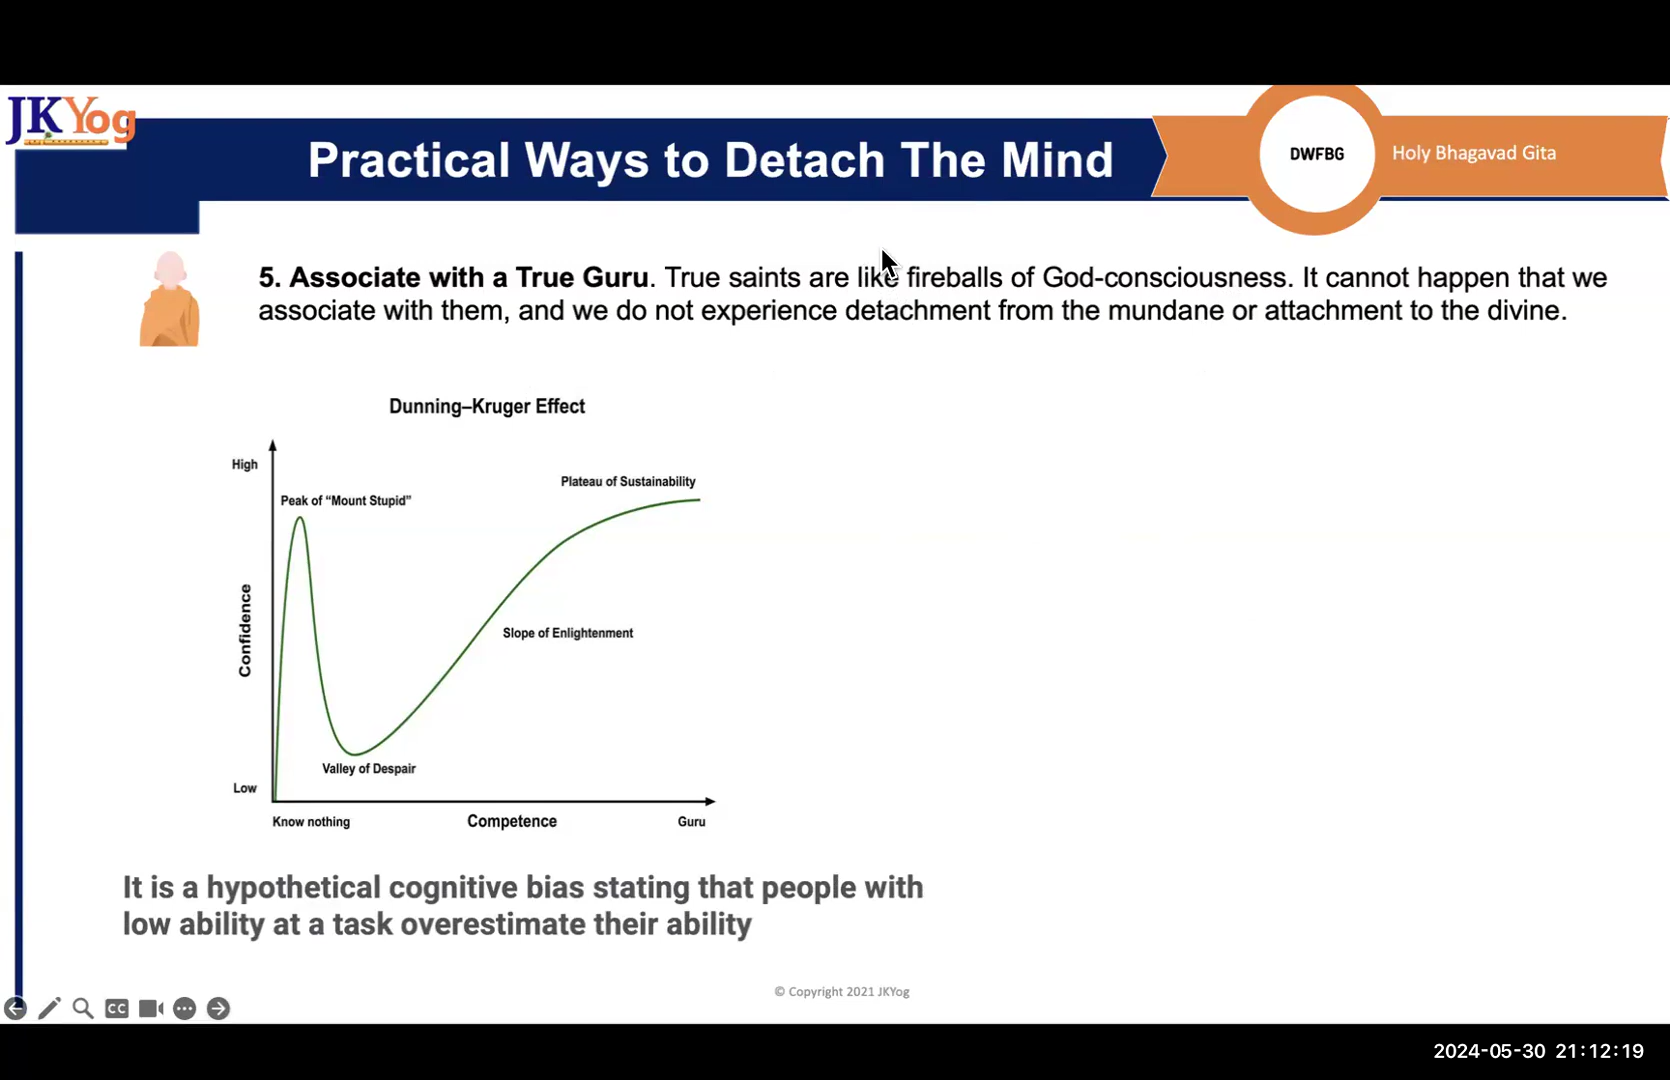 JKYog
Practical Ways to Detach The Mind
DWFBG
Holy Bhagavad Gita
5. Associate with a True Guru. True saints are like fireballs of God-consciousness. It cannot happen that we
associate with them, and we do not experience detachment from the mundane or attachment to the divine.
Dunning–Kruger Effect
High
Plateau of Sustainability
Peak of “Mount Stupid”
Confidence
Slope of Enlightenment
Valley of Despair
Low
Know nothing
Competence
Guru
It is a hypothetical cognitive bias stating that people with
low ability at a task overestimate their ability
© Copyright 2021 JKYog
CC
2024-05-30 21:12:19